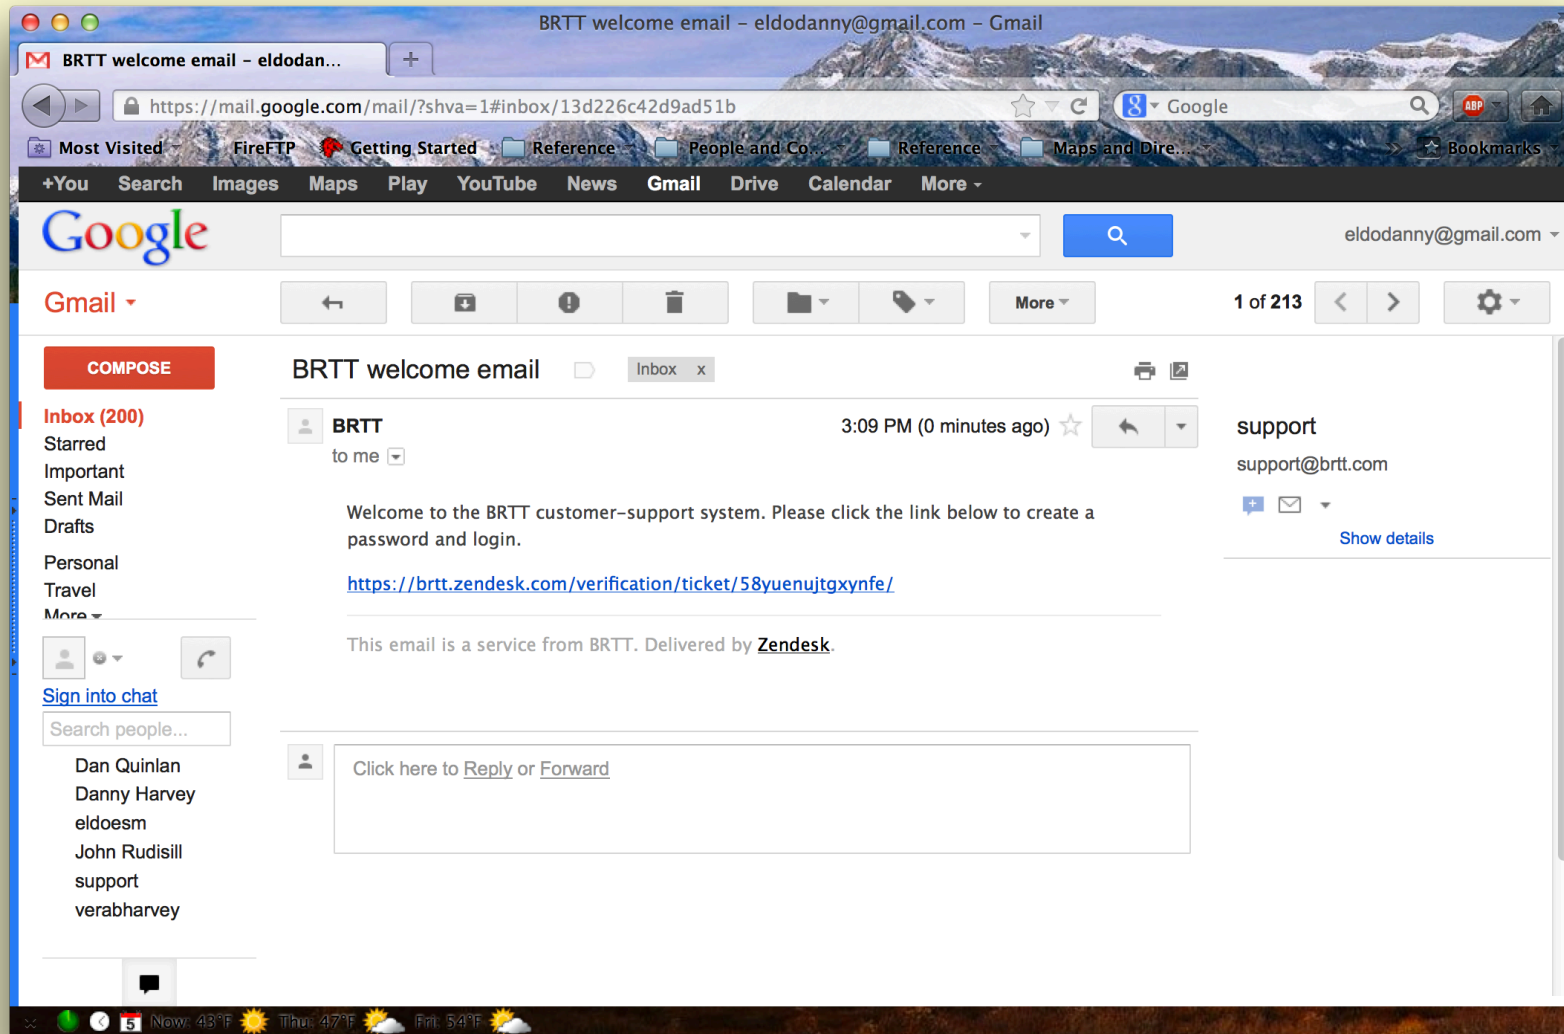 BRTT welcome email – eldodanny@gmail.com – Gmail
BRTT welcome email – eldodan...
https://mail.google.com/mail/?shva=1#inbox/13d226c42d9ad51b
8 Google
ABP
Most Visited FireFTP Getting Started Reference People and Co... Reference Maps and Dire... » Bookmarks
+You Search Images Maps Play YouTube News Gmail Drive Calendar More
Google
eldodanny@gmail.com
Gmail
More
1 of 213
COMPOSE
BRTT welcome email
Inbox x
Inbox (200)
Starred
Important
Sent Mail
Drafts
Personal
Travel
More
BRTT
3:09 PM (0 minutes ago)
to me
Welcome to the BRTT customer-support system. Please click the link below to create a
password and login.
https://brtt.zendesk.com/verification/ticket/58yuenujtgxynfe/
This email is a service from BRTT. Delivered by Zendesk.
support
support@brtt.com
Show details
Sign into chat
Search people...
Dan Quinlan
Danny Harvey
eldoesm
John Rudisill
support
verabharvey
Click here to Reply or Forward
5 Now: 43°F Thu: 47°F Fri: 54°F